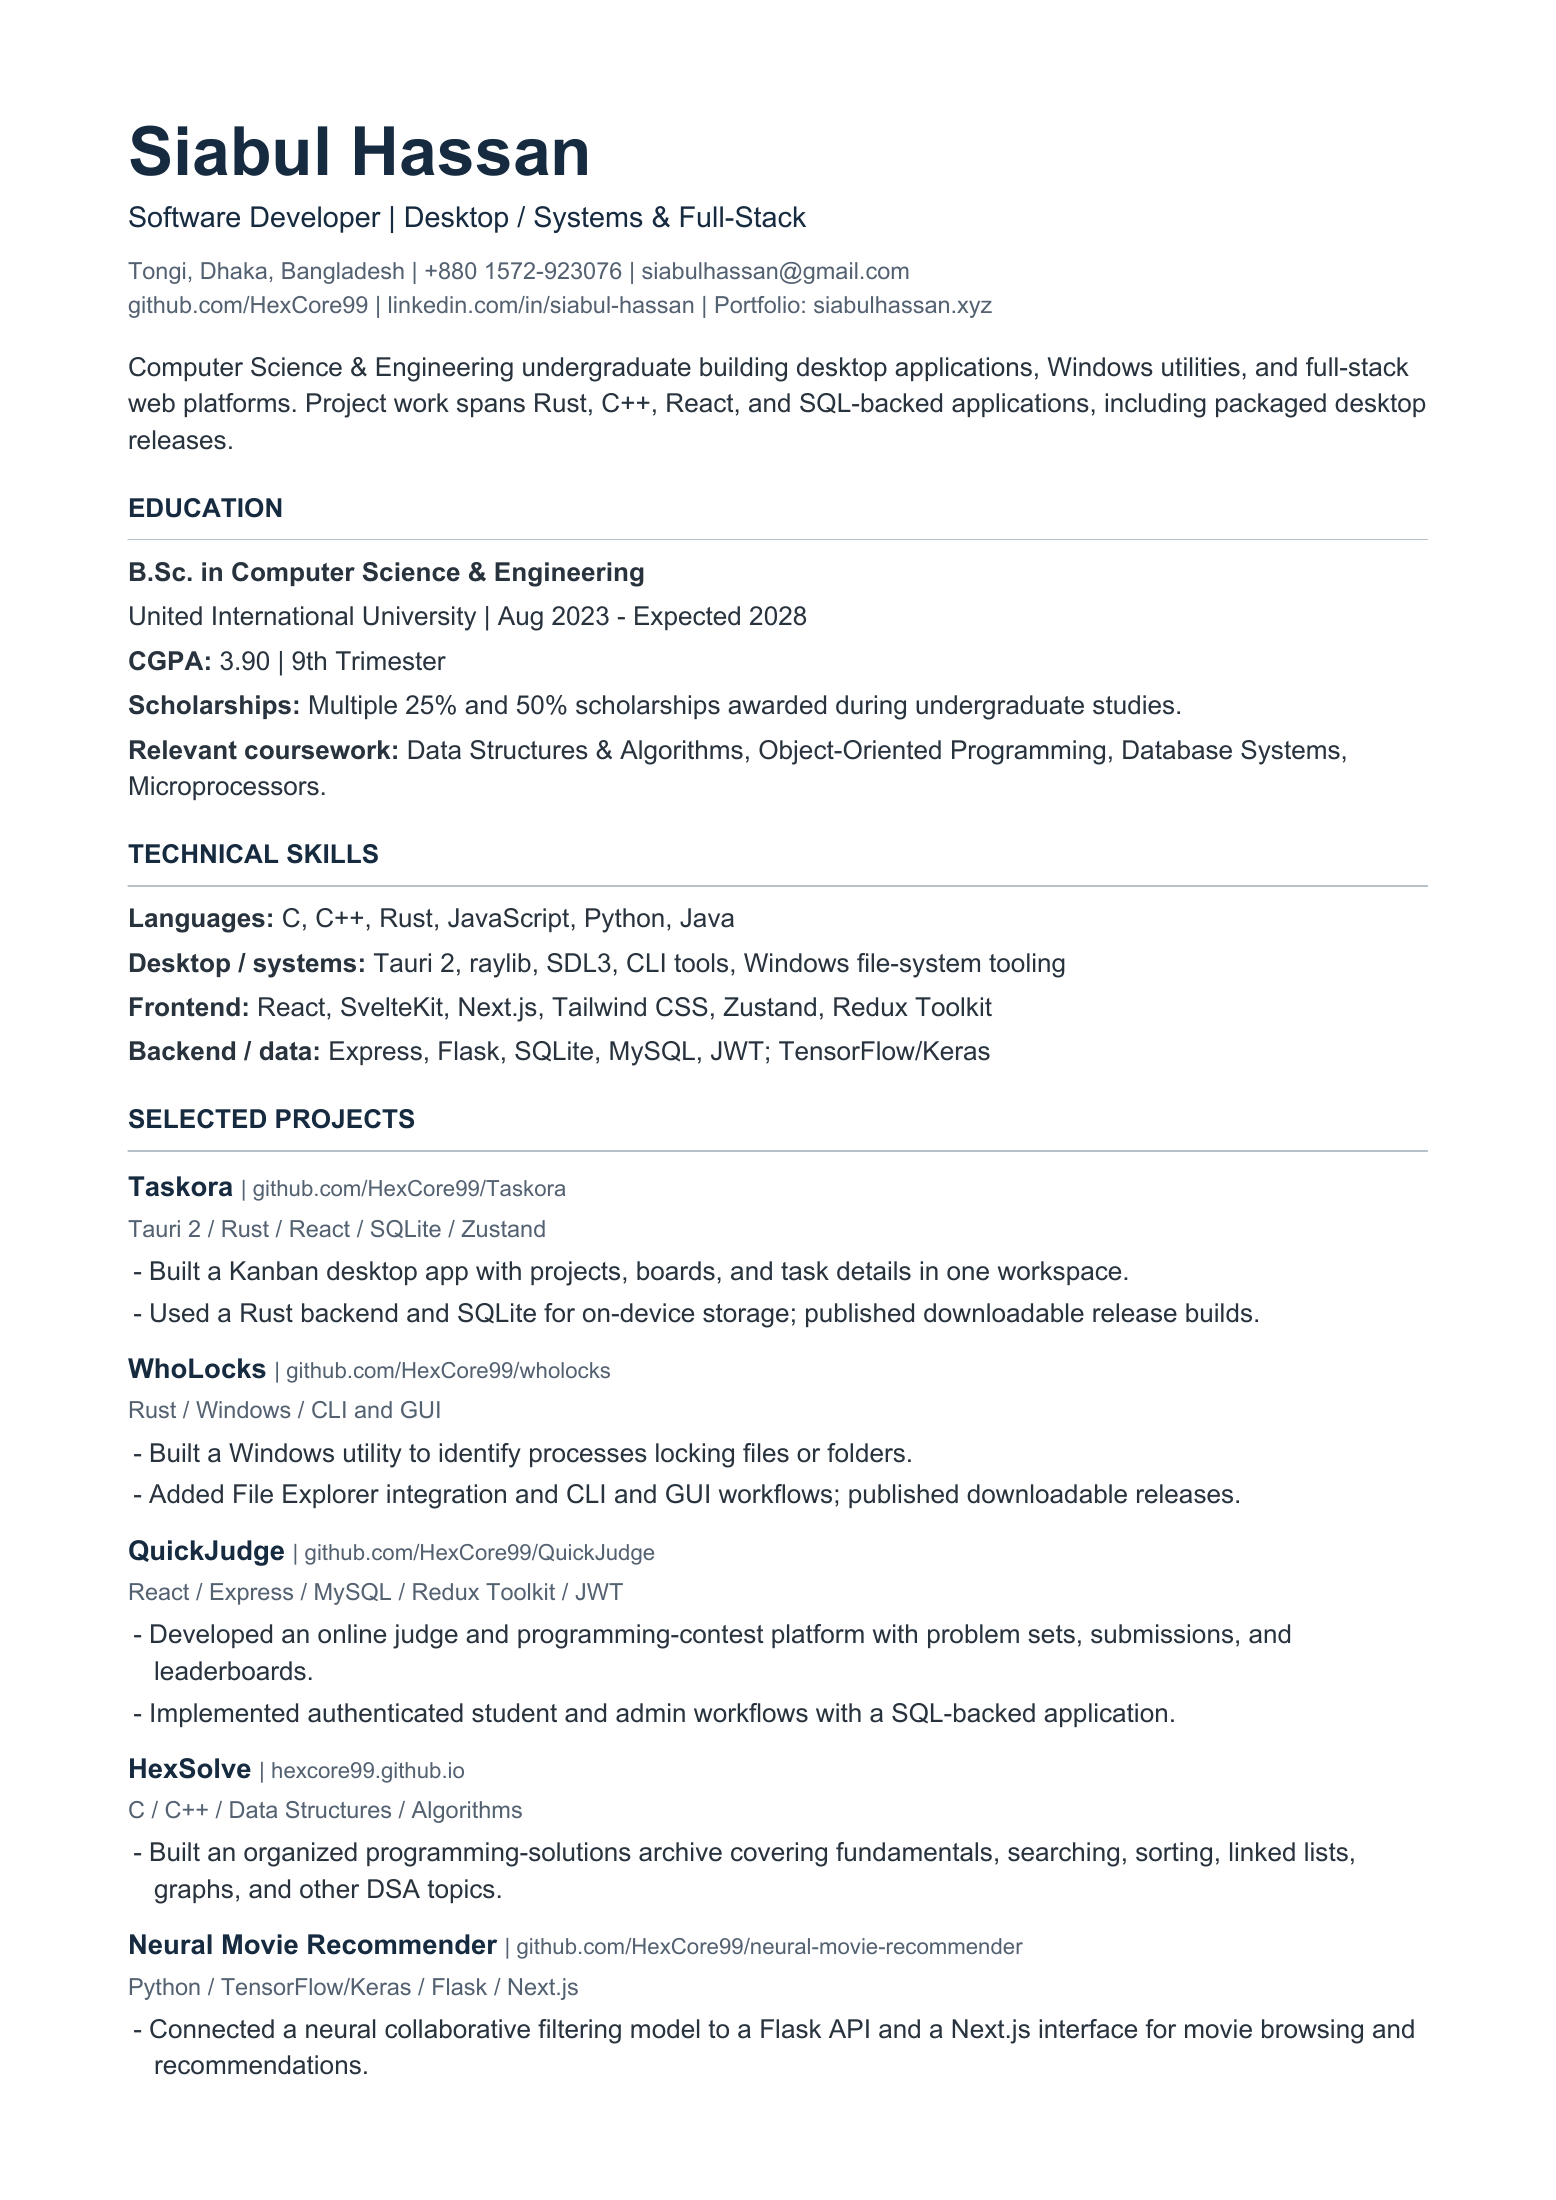 Siabul Hassan
Software Developer | Desktop / Systems & Full-Stack
Tongi, Dhaka, Bangladesh | +880 1572-923076 | siabulhassan@gmail.com
github.com/HexCore99 | linkedin.com/in/siabul-hassan | Portfolio: siabulhassan.xyz
Computer Science & Engineering undergraduate building desktop applications, Windows utilities, and full-stack
web platforms. Project work spans Rust, C++, React, and SQL-backed applications, including packaged desktop
releases.
EDUCATION
B.Sc. in Computer Science & Engineering
United International University | Aug 2023 - Expected 2028
CGPA: 3.90 | 9th Trimester
Scholarships: Multiple 25% and 50% scholarships awarded during undergraduate studies.
Relevant coursework: Data Structures & Algorithms, Object-Oriented Programming, Database Systems,
Microprocessors.
TECHNICAL SKILLS
Languages: C, C++, Rust, JavaScript, Python, Java
Desktop / systems: Tauri 2, raylib, SDL3, CLI tools, Windows file-system tooling
Frontend: React, SvelteKit, Next.js, Tailwind CSS, Zustand, Redux Toolkit
Backend / data: Express, Flask, SQLite, MySQL, JWT; TensorFlow/Keras
SELECTED PROJECTS
Taskora | github.com/HexCore99/Taskora
Tauri 2 / Rust / React / SQLite / Zustand
- Built a Kanban desktop app with projects, boards, and task details in one workspace.
- Used a Rust backend and SQLite for on-device storage; published downloadable release builds.
WhoLocks | github.com/HexCore99/wholocks
Rust / Windows / CLI and GUI
- Built a Windows utility to identify processes locking files or folders.
- Added File Explorer integration and CLI and GUI workflows; published downloadable releases.
QuickJudge | github.com/HexCore99/QuickJudge
React / Express / MySQL / Redux Toolkit / JWT
- Developed an online judge and programming-contest platform with problem sets, submissions, and
leaderboards.
- Implemented authenticated student and admin workflows with a SQL-backed application.
HexSolve | hexcore99.github.io
C / C++ / Data Structures / Algorithms
- Built an organized programming-solutions archive covering fundamentals, searching, sorting, linked lists,
graphs, and other DSA topics.
Neural Movie Recommender | github.com/HexCore99/neural-movie-recommender
Python / TensorFlow/Keras / Flask / Next.js
- Connected a neural collaborative filtering model to a Flask API and a Next.js interface for movie browsing and
recommendations.